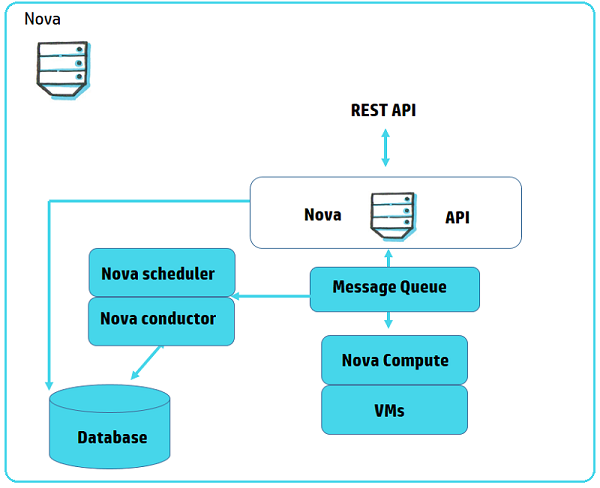 Nova
REST API
Nova API
Nova scheduler
Message Queue
Nova conductor
Nova Compute
VMs
Database